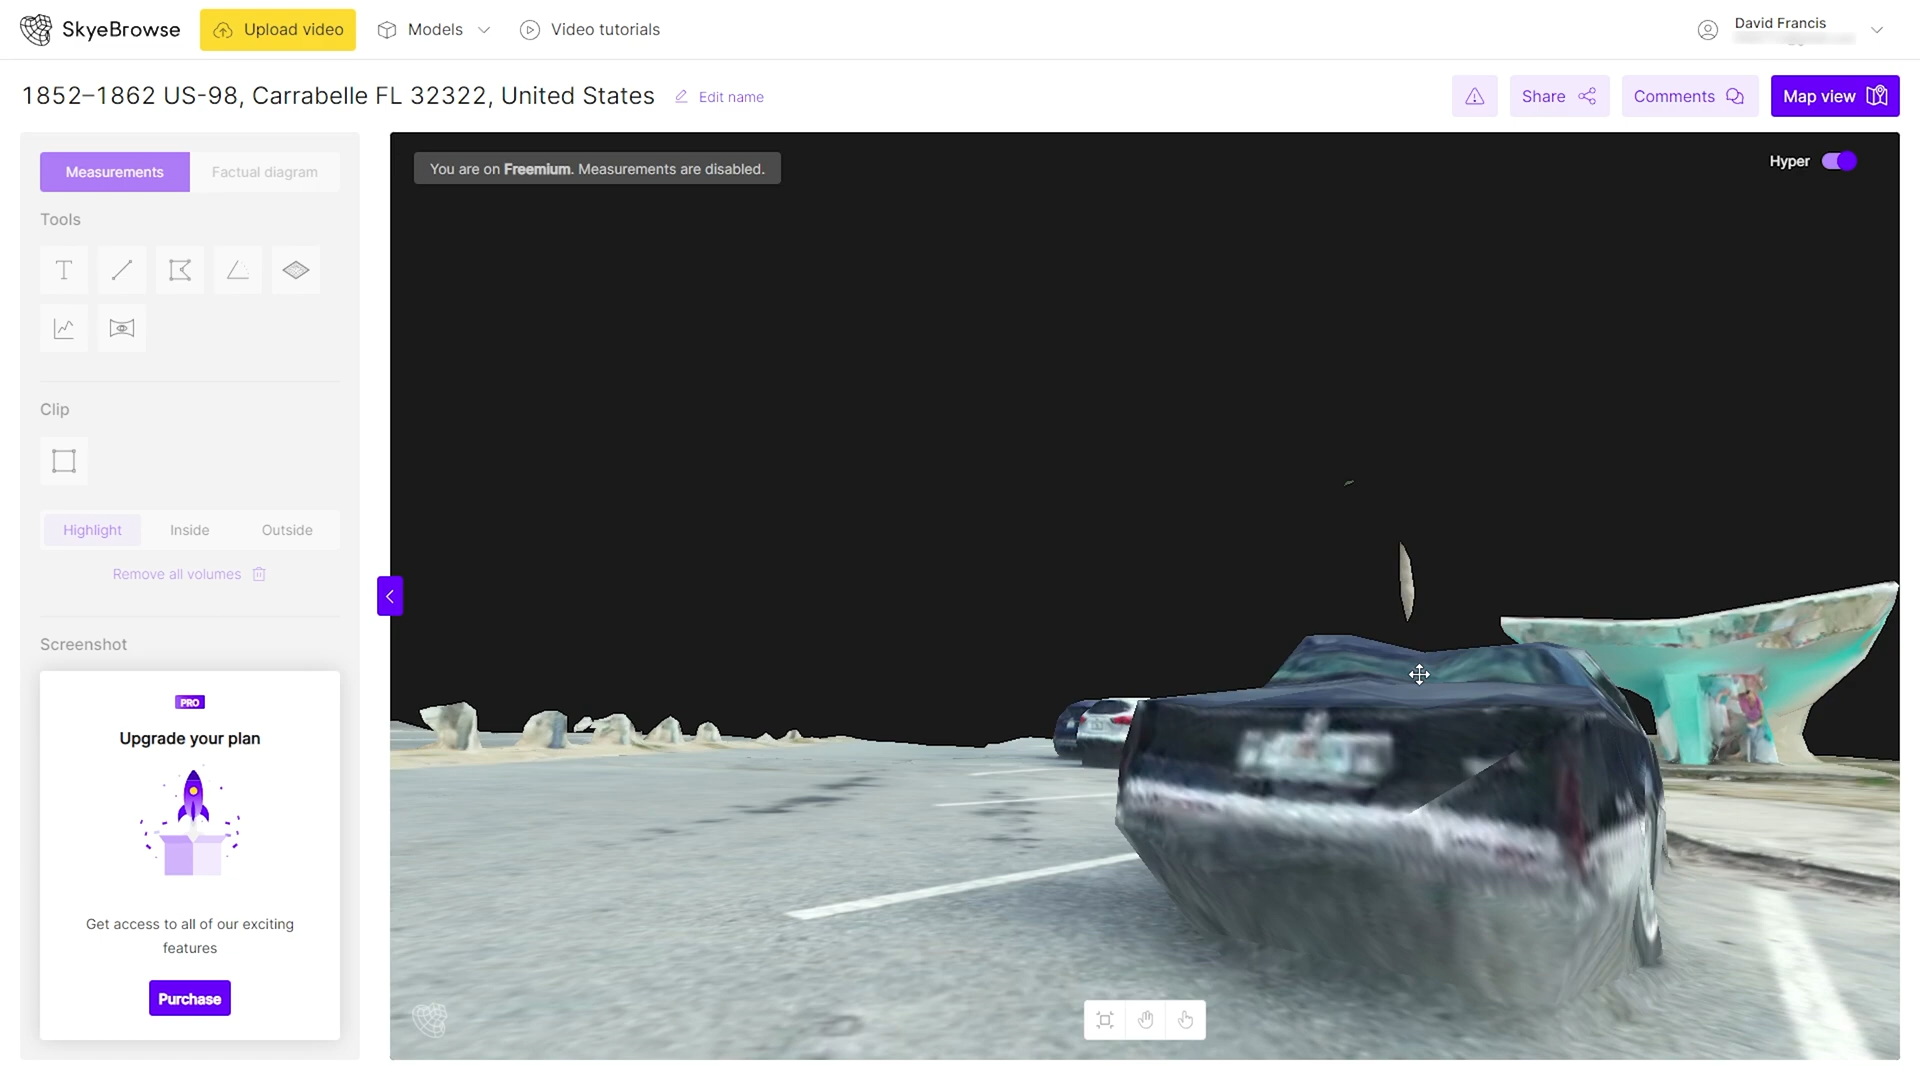 SkyeBrowse
Upload video
Models
Video tutorials
David Francis
1852–1862 US-98, Carrabelle FL 32322, United States
Edit name
Share
Comments
Map view
Measurements
Factual diagram
You are on Freemium. Measurements are disabled.
Hyper
Tools
T
Clip
Highlight
Inside
Outside
Remove all volumes
Screenshot
PRO
Upgrade your plan
Get access to all of our exciting
features
Purchase